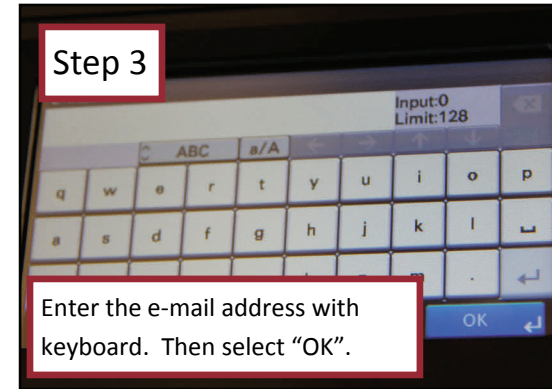 Step 3
Input:0
Limit:128
ABC a/A
q w e r t y u i o p
a s d f g h j k l
m .
Enter the e-mail address with
keyboard. Then select "OK".
OK